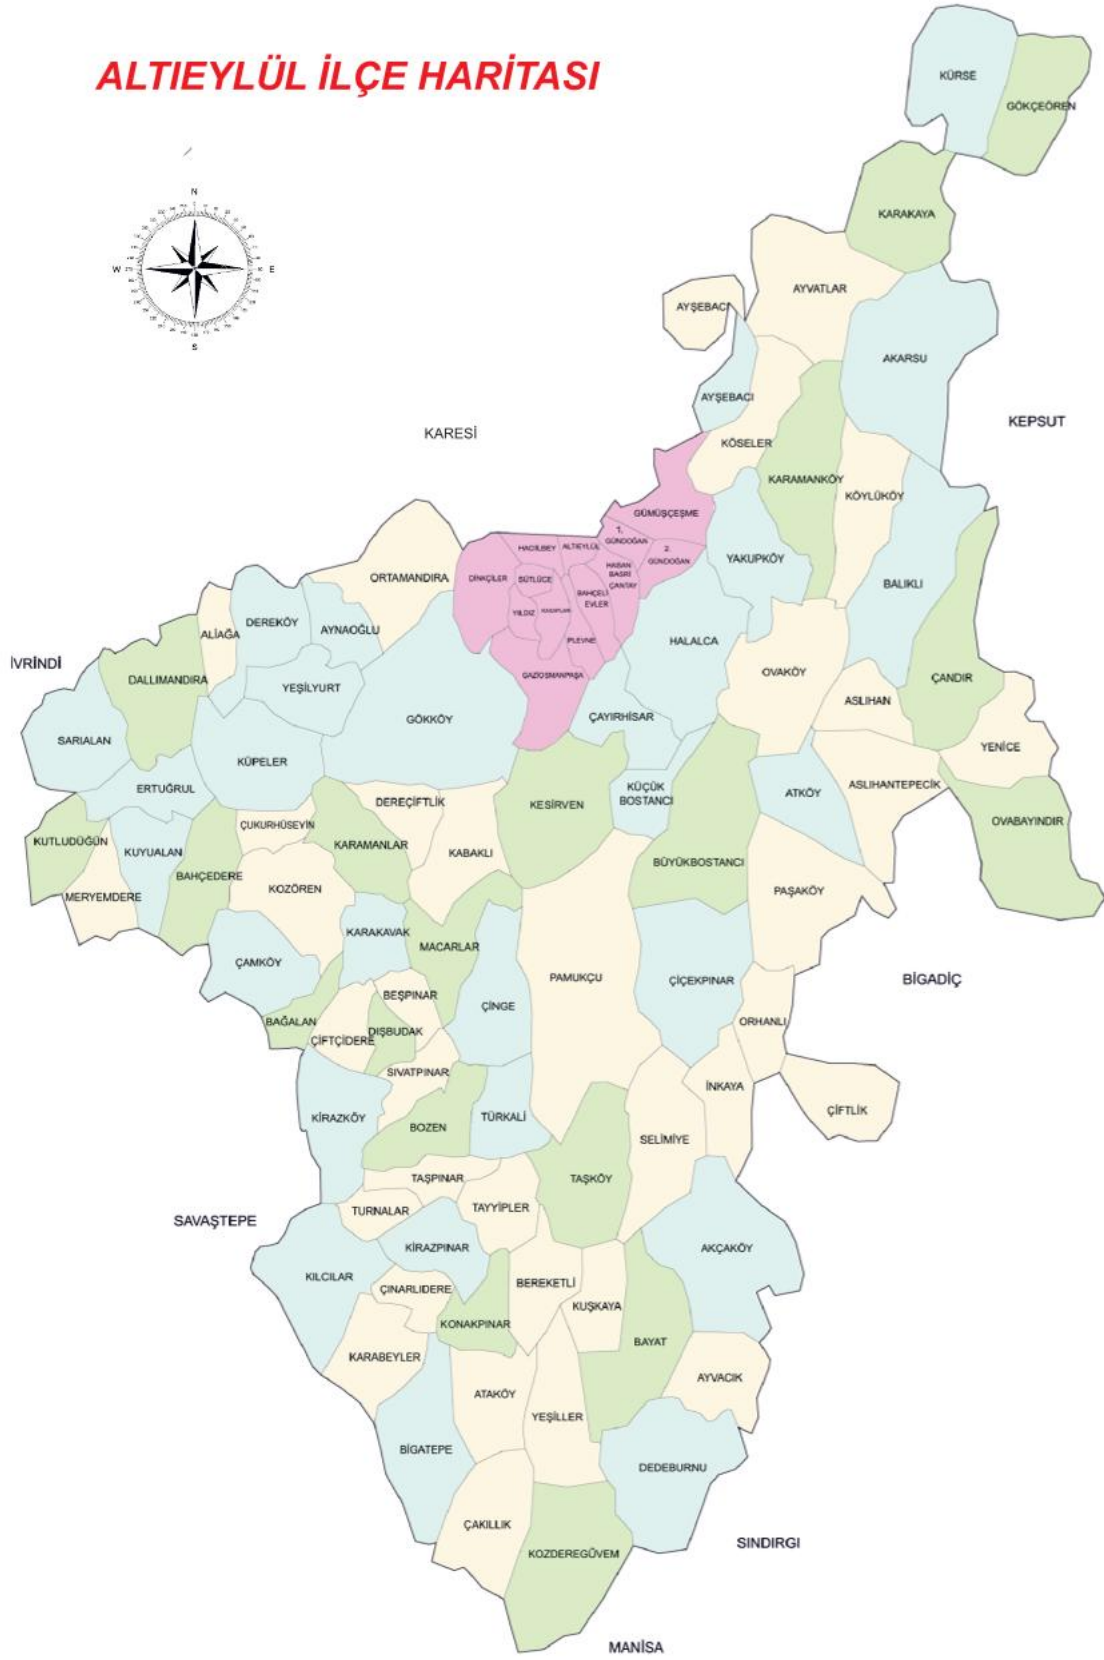 ALTIEYLÜL İLÇE HARİTASI
KÜRSE
GÖKÇEÖREN
N
W
E
S
KARAKAYA
AYVATLAR
AYŞEBACI
AKARSU
AYŞEBACI
KARESİ
KEPSUT
KÖSELER
KARAMANKÖY
KÖYLÜKÖY
GÜMÜŞÇEŞME
1.
GÜNDOĞAN
HACIİLBEY
ALTIEYLÜL
2.
GÜNDOĞAN
YAKUPKÖY
BALIKLI
ORTAMANDIRA
DİNKÇİLER
SÜTLÜCE
HASAN
BASRİ
ÇANTAY
BAHÇELİ
EVLER
YILDIZ
PLEVNE
ALİAĞA
DEREKÖY
AYNAOĞLU
HALALCA
İVRİNDİ
DALLIMANDIRA
YEŞİLYURT
GAZİOSMANPAŞA
OVAKÖY
ÇANDIR
ASLIHAN
GÖKKÖY
ÇAYIRHİSAR
SARIALAN
YENİCE
KÜPELER
ERTUĞRUL
KÜÇÜK
BOSTANCI
ATKÖY
ASLIHANTEPECİK
DEREÇİFTLİK
KESİRVEN
OVABAYINDIR
ÇUKURHÜSEYİN
KUTLUDÜĞÜN
KUYUALAN
KARAMANLAR
KABAKLI
BÜYÜKBOSTANCI
BAHÇEDERE
KOZÖREN
PAŞAKÖY
MERYEMDERE
KARAKAVAK
MACARLAR
ÇAMKÖY
PAMUKÇU
ÇİÇEKPINAR
BİGADİÇ
BEŞPINAR
ÇİNGE
BAĞALAN
ORHANLI
DIŞBUDAK
ÇİFTÇİDERE
SIVATPINAR
İNKAYA
ÇİFTLİK
KİRAZKÖY
BOZEN
TÜRKALİ
SELİMİYE
TAŞPINAR
TAŞKÖY
TURNALAR
TAYYİPLER
SAVAŞTEPE
KİRAZPINAR
AKÇAKÖY
KILCILAR
ÇINARLIDERE
BEREKETLİ
KUŞKAYA
KONAKPINAR
BAYAT
KARABEYLER
AYVACIK
ATAKÖY
YEŞİLLER
BİGATEPE
DEDEBURNU
ÇAKILLIK
SINDIRGI
KOZDEREGÜVEM
MANİSA